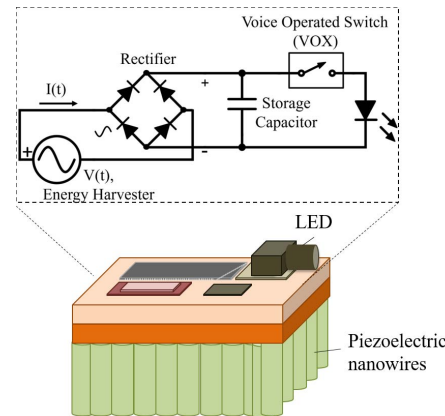 Voice Operated Switch
(VOX)
Rectifier
I(t)
+
Storage
Capacitor
+
-
V(t),
Energy Harvester
LED
Piezoelectric
nanowires